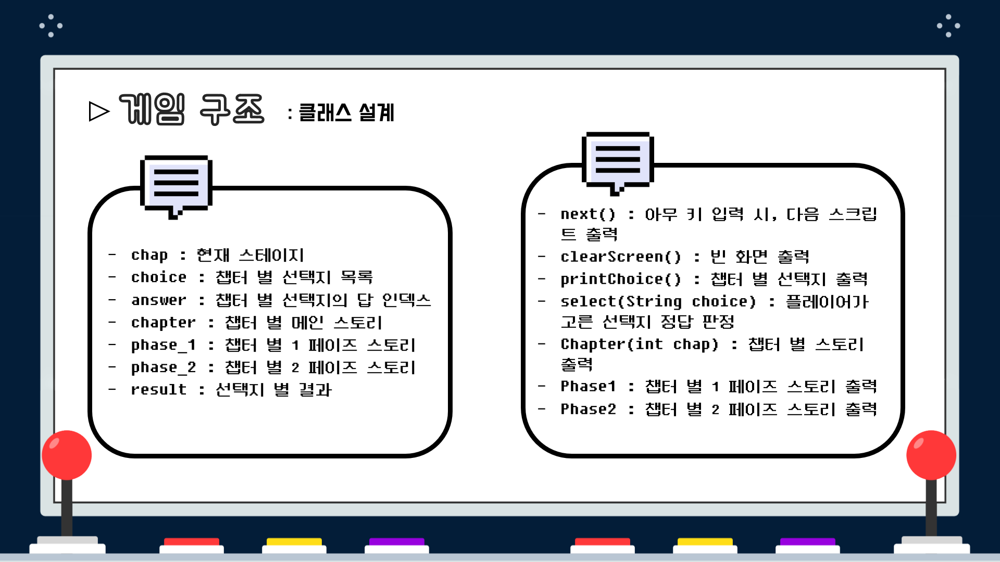 ▷ 게임 구조 : 클래스 설계
- chap : 현재 스테이지
- choice : 챕터 별 선택지 목록
- answer : 챕터 별 선택지의 답 인덱스
- chapter : 챕터 별 메인 스토리
- phase_1 : 챕터 별 1 페이즈 스토리
- phase_2 : 챕터 별 2 페이즈 스토리
- result : 선택지 별 결과
- next() : 아무 키 입력 시, 다음 스크립
트 출력
- clearScreen() : 빈 화면 출력
- printChoice() : 챕터 별 선택지 출력
- select(String choice) : 플레이어가
고른 선택지 정답 판정
- Chapter(int chap) : 챕터 별 스토리
출력
- Phase1 : 챕터 별 1 페이즈 스토리 출력
- Phase2 : 챕터 별 2 페이즈 스토리 출력